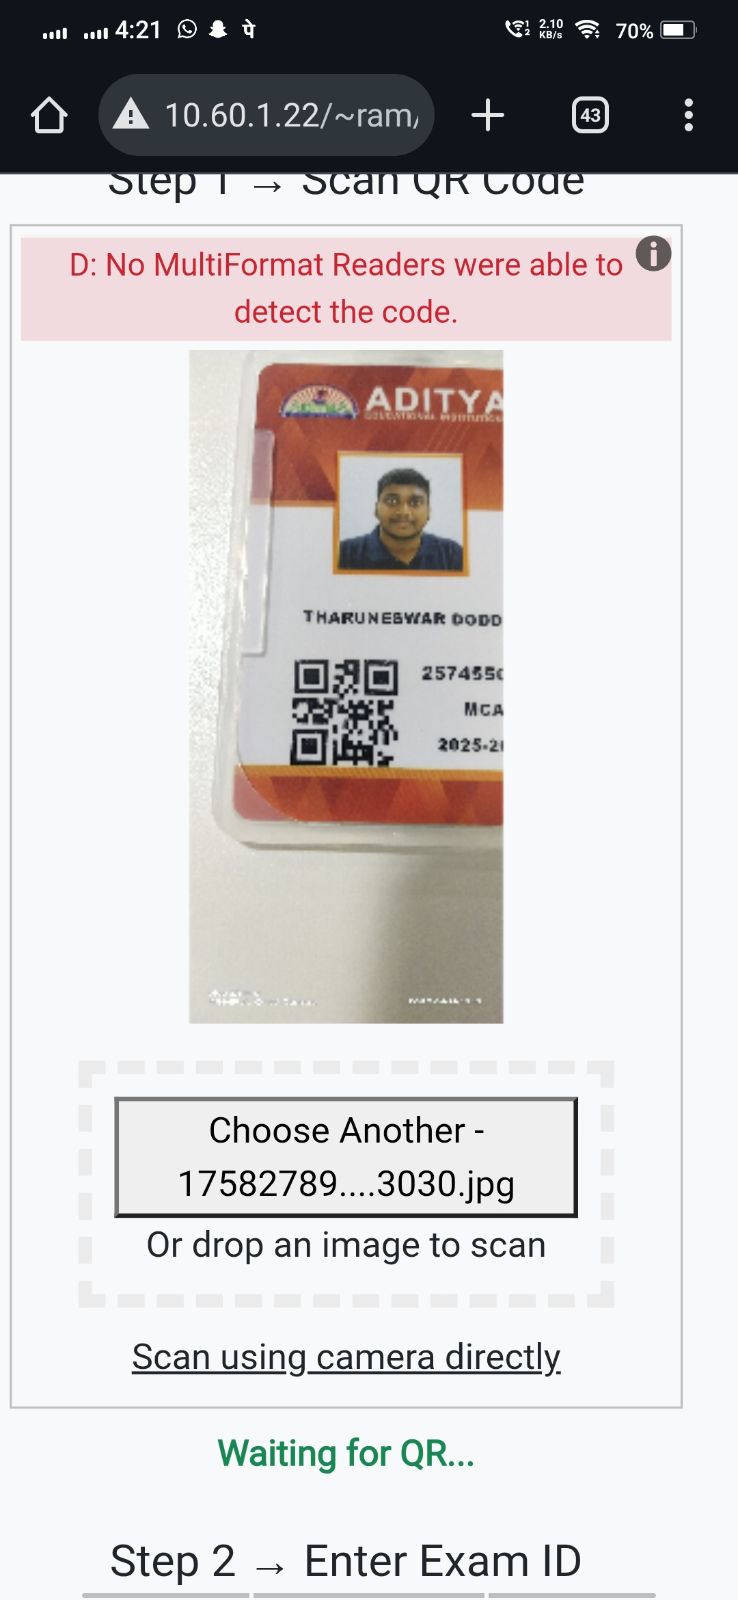 4:21
पे
1
2
2.10
KB/s
70%
10.60.1.22/~ram/
43
Step 1 → Scan QR Code
D: No MultiFormat Readers were able to
detect the code.
ADITYA
EDUCATIONAL INSTITUTION
THARUNESWAR DODD
257455
MCA
2025-2
Choose Another -
17582789....3030.jpg
Or drop an image to scan
Scan using camera directly
Waiting for QR...
Step 2 → Enter Exam ID